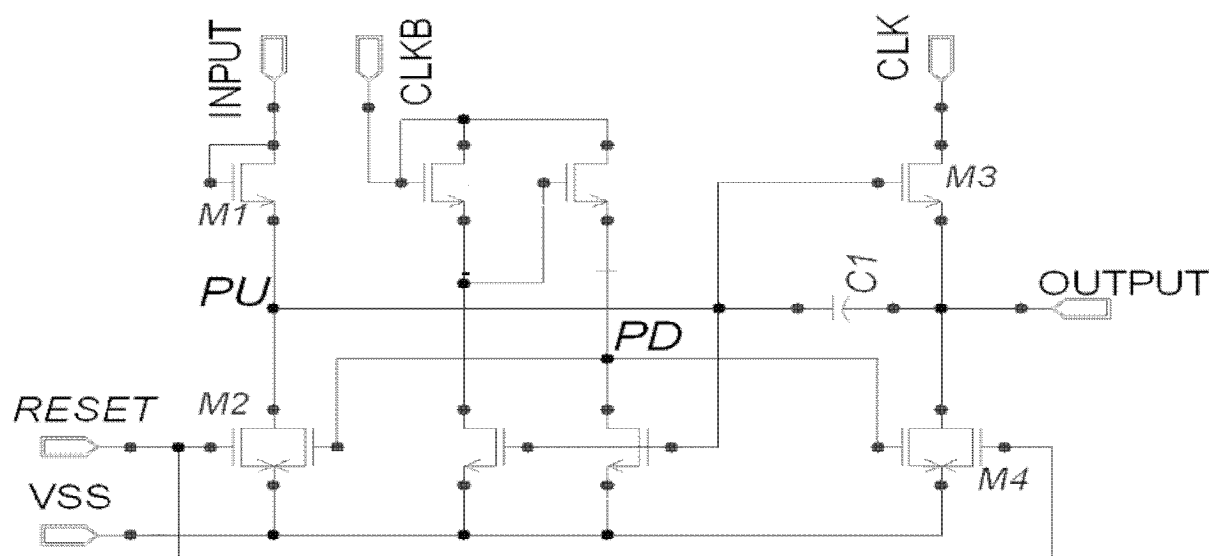 INPUT
CLKB
CLK
M1
M3
PU
C1
OUTPUT
PD
RESET
M2
VSS
M4